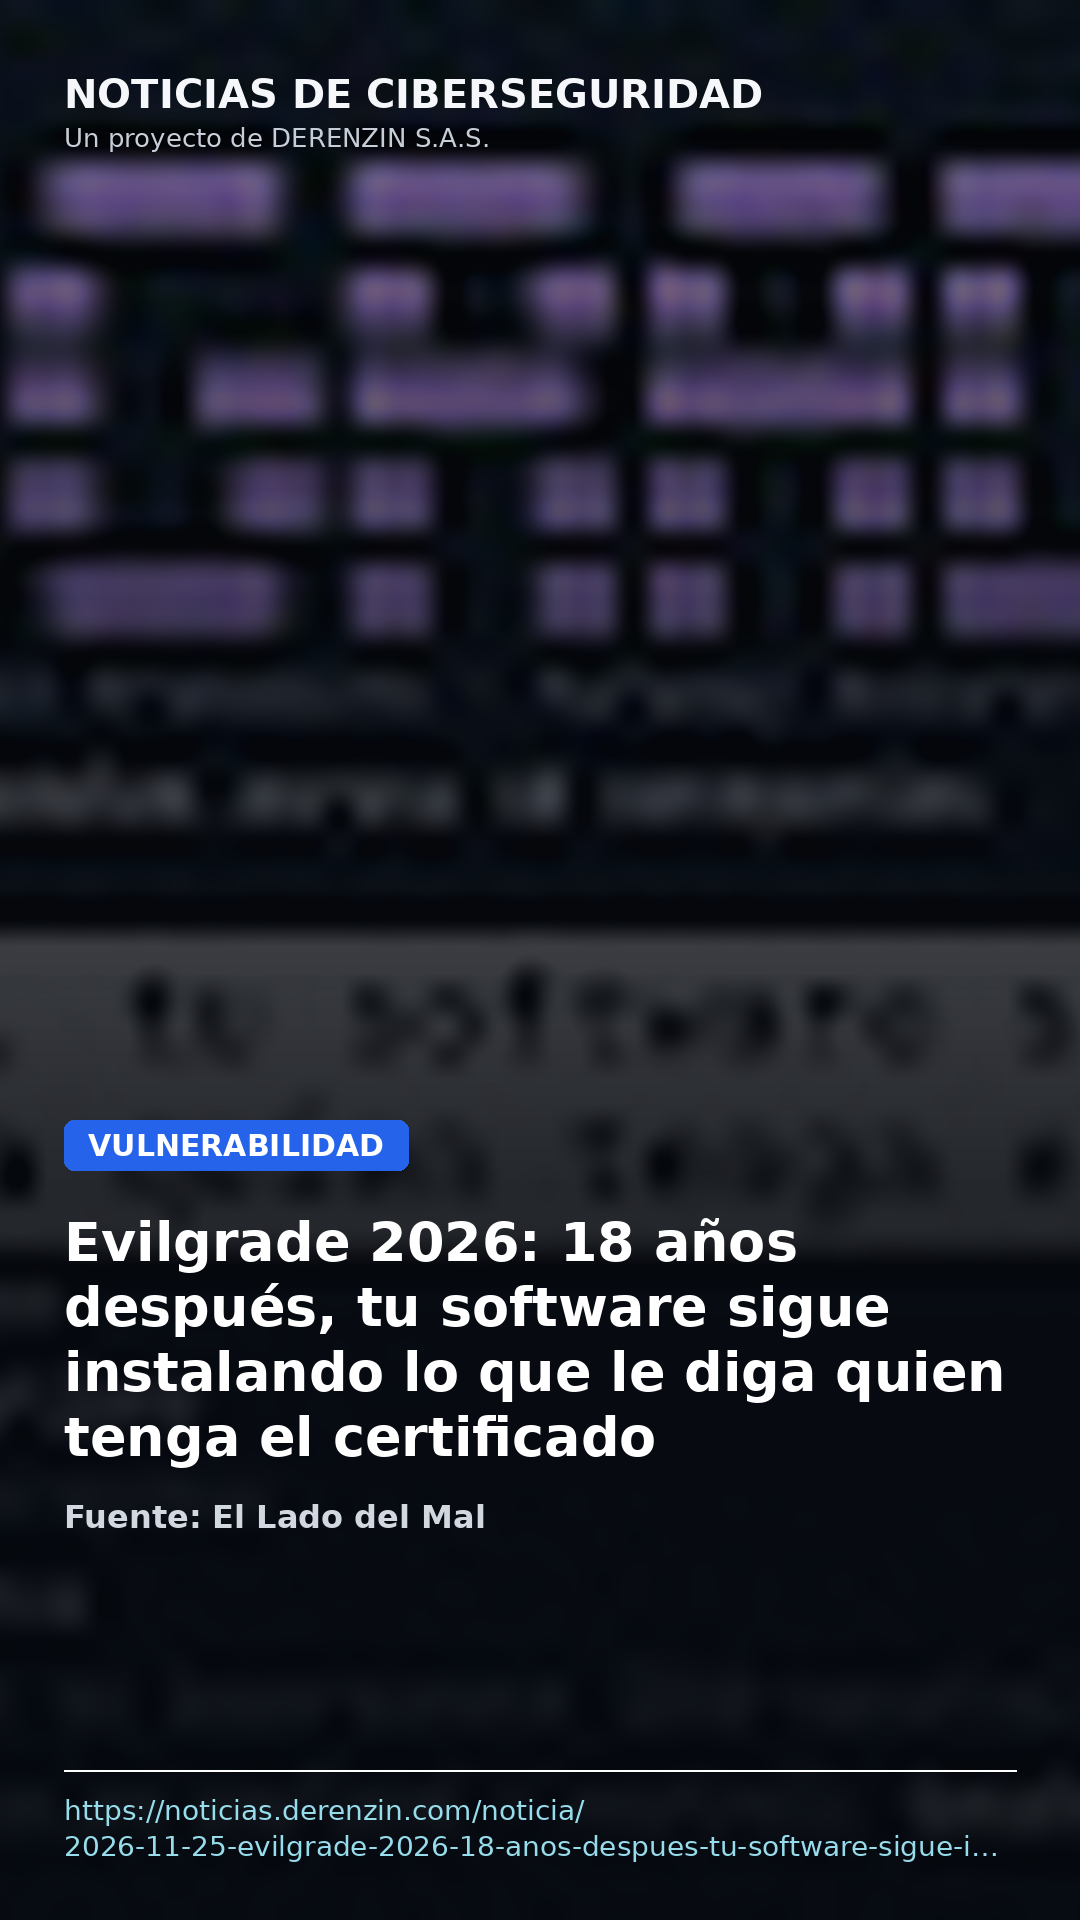 NOTICIAS DE CIBERSEGURIDAD
Un proyecto de DERENZIN S.A.S.
VULNERABILIDAD
Evilgrade 2026: 18 años
después, tu software sigue
instalando lo que le diga quien
tenga el certificado
Fuente: El Lado del Mal
https://noticias.derenzin.com/noticia/
2026-11-25-evilgrade-2026-18-anos-despues-tu-software-sigue-i...